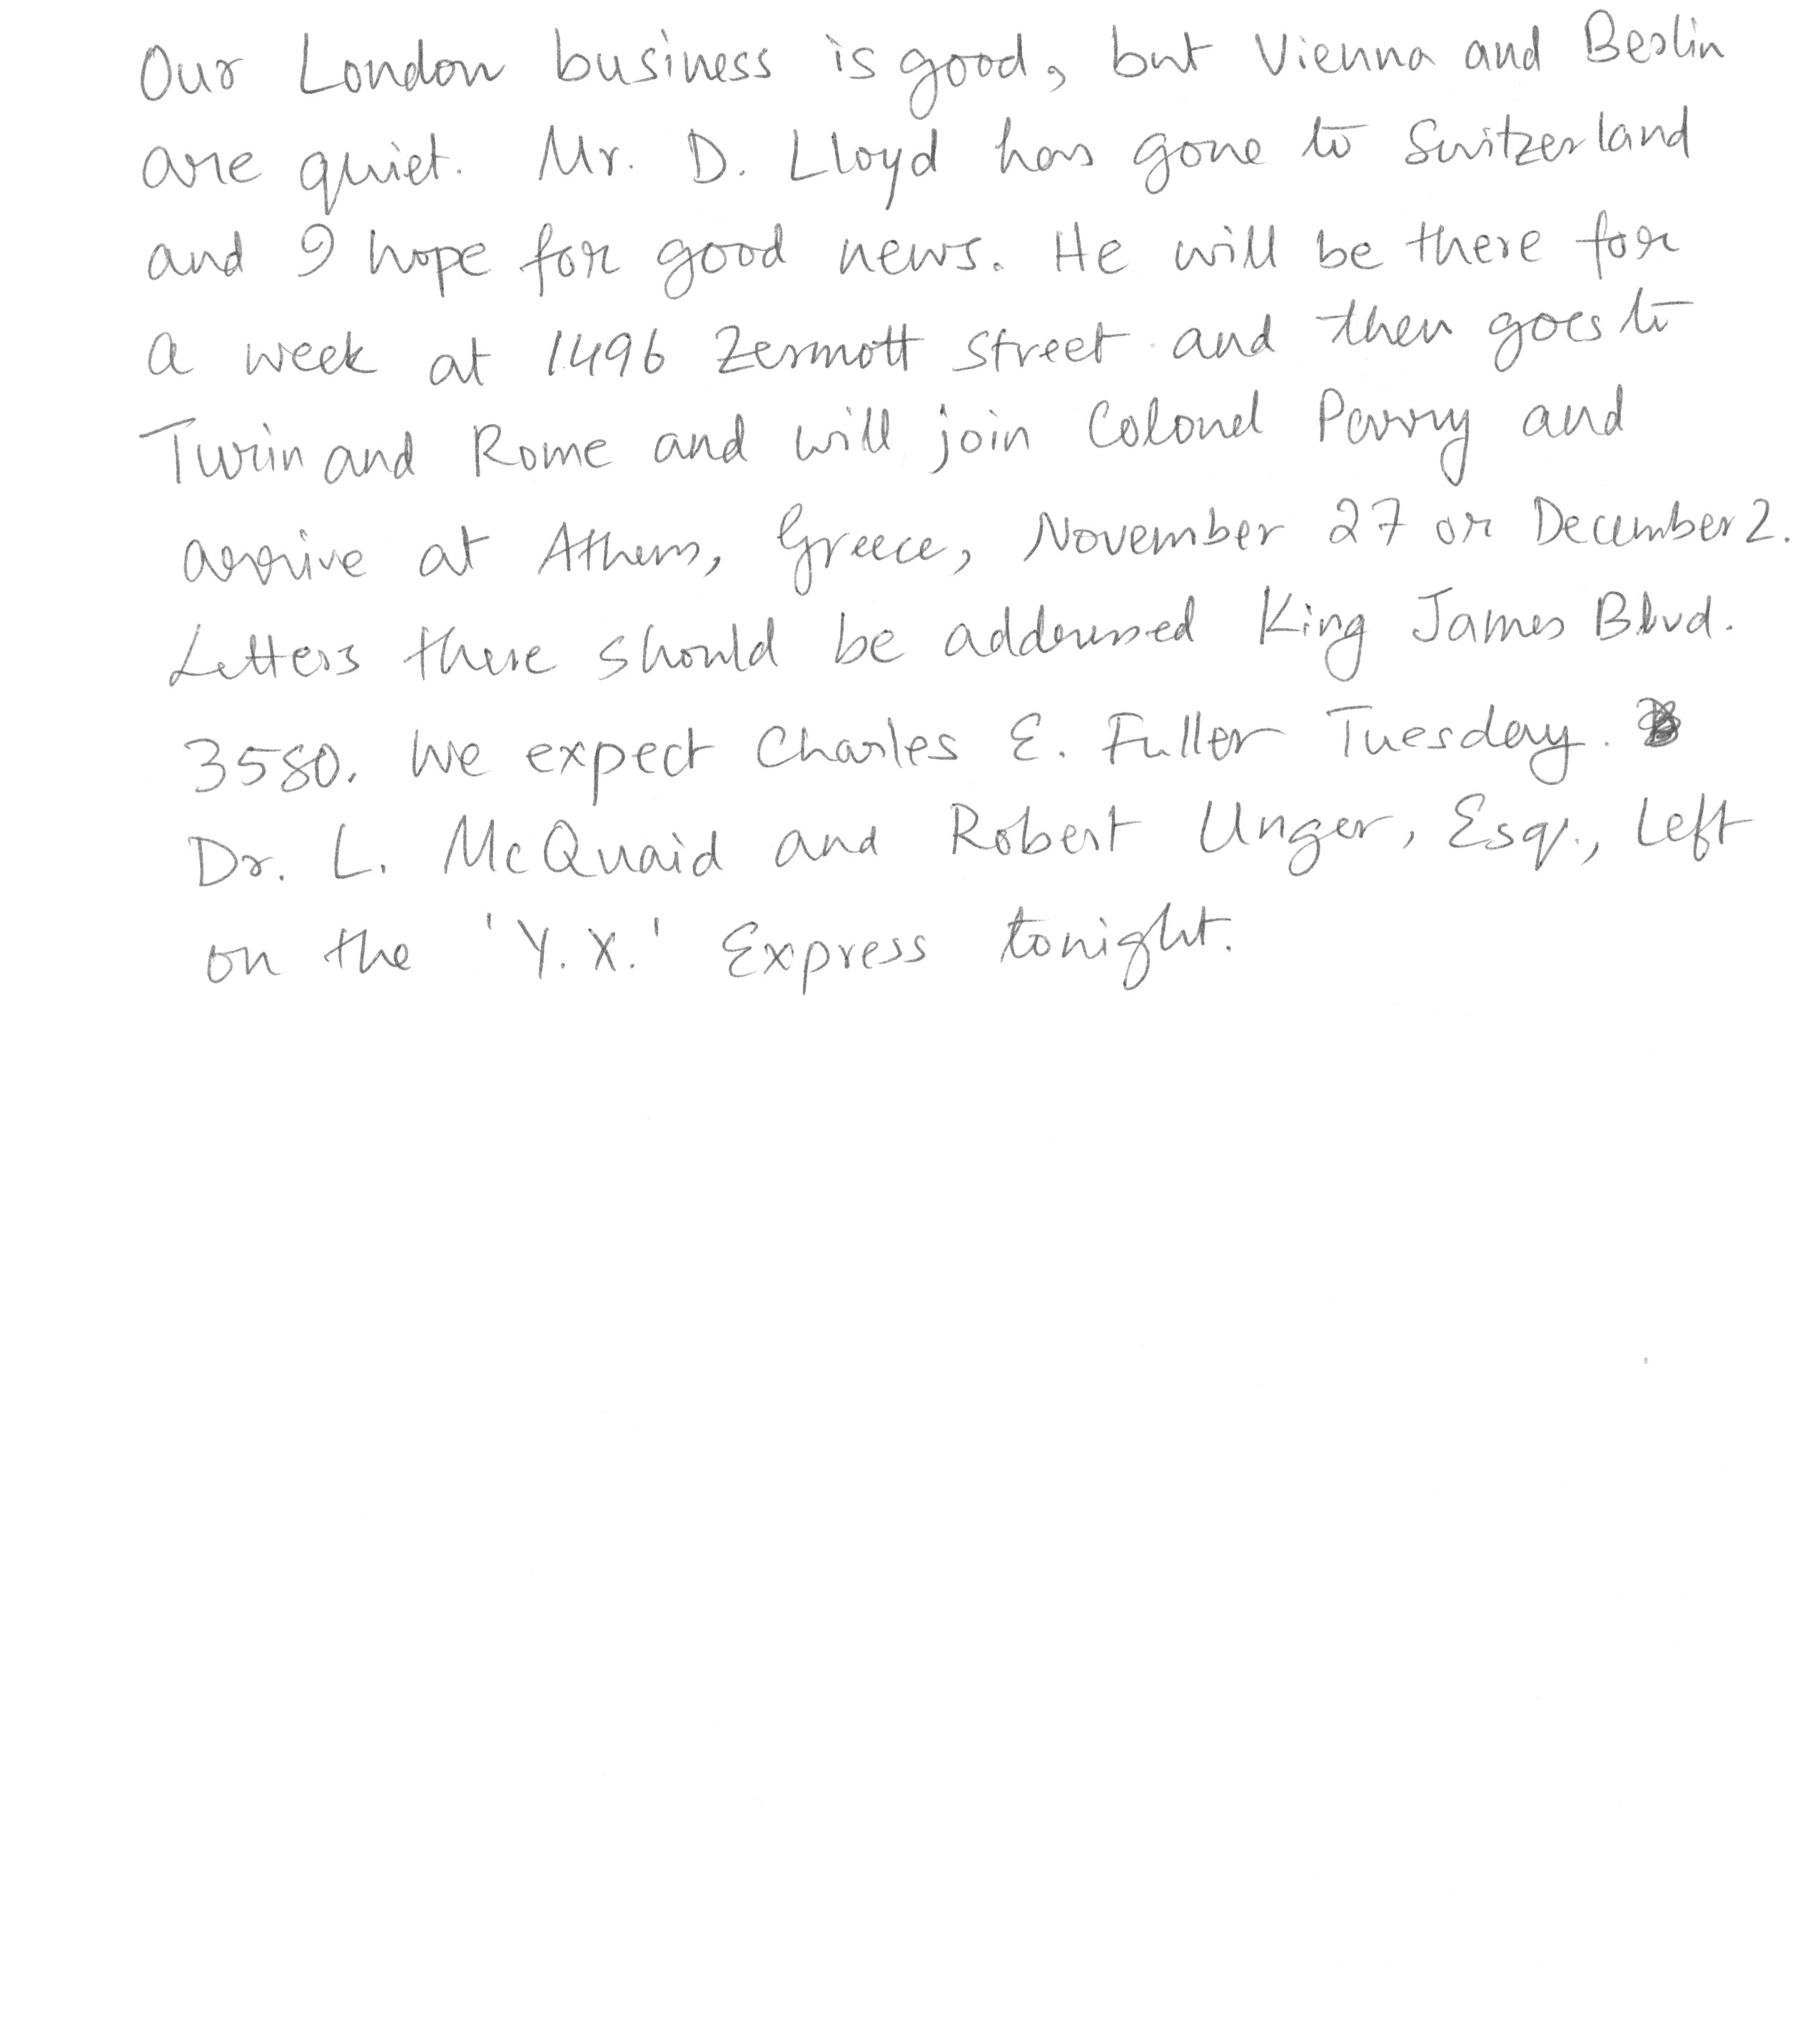 Our London business is good, but Vienna and Berlin
are quiet. Mr. D. Lloyd has gone to Switzerland
and I hope for good news. He will be there for
a week at 1496 Zermott street and then goes to
Turin and Rome and will join Colonel Parry and
arrive at Athens, Greece, November 27 or December 2.
Letters there should be addressed King James Blvd.
3580. We expect Charles E. Fuller Tuesday.
Dr. L. McQuaid and Robert Unger, Esq., Left
on the 'Y.X.' Express tonight.